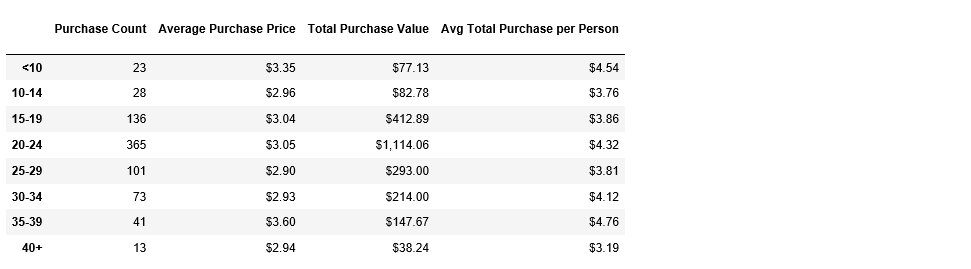 Purchase Count Average Purchase Price Total Purchase Value Avg Total Purchase per Person
<10 23 $3.35 $77.13 $4.54
10-14 28 $2.96 $82.78 $3.76
15-19 136 $3.04 $412.89 $3.86
20-24 365 $3.05 $1,114.06 $4.32
25-29 101 $2.90 $293.00 $3.81
30-34 73 $2.93 $214.00 $4.12
35-39 41 $3.60 $147.67 $4.76
40+ 13 $2.94 $38.24 $3.19